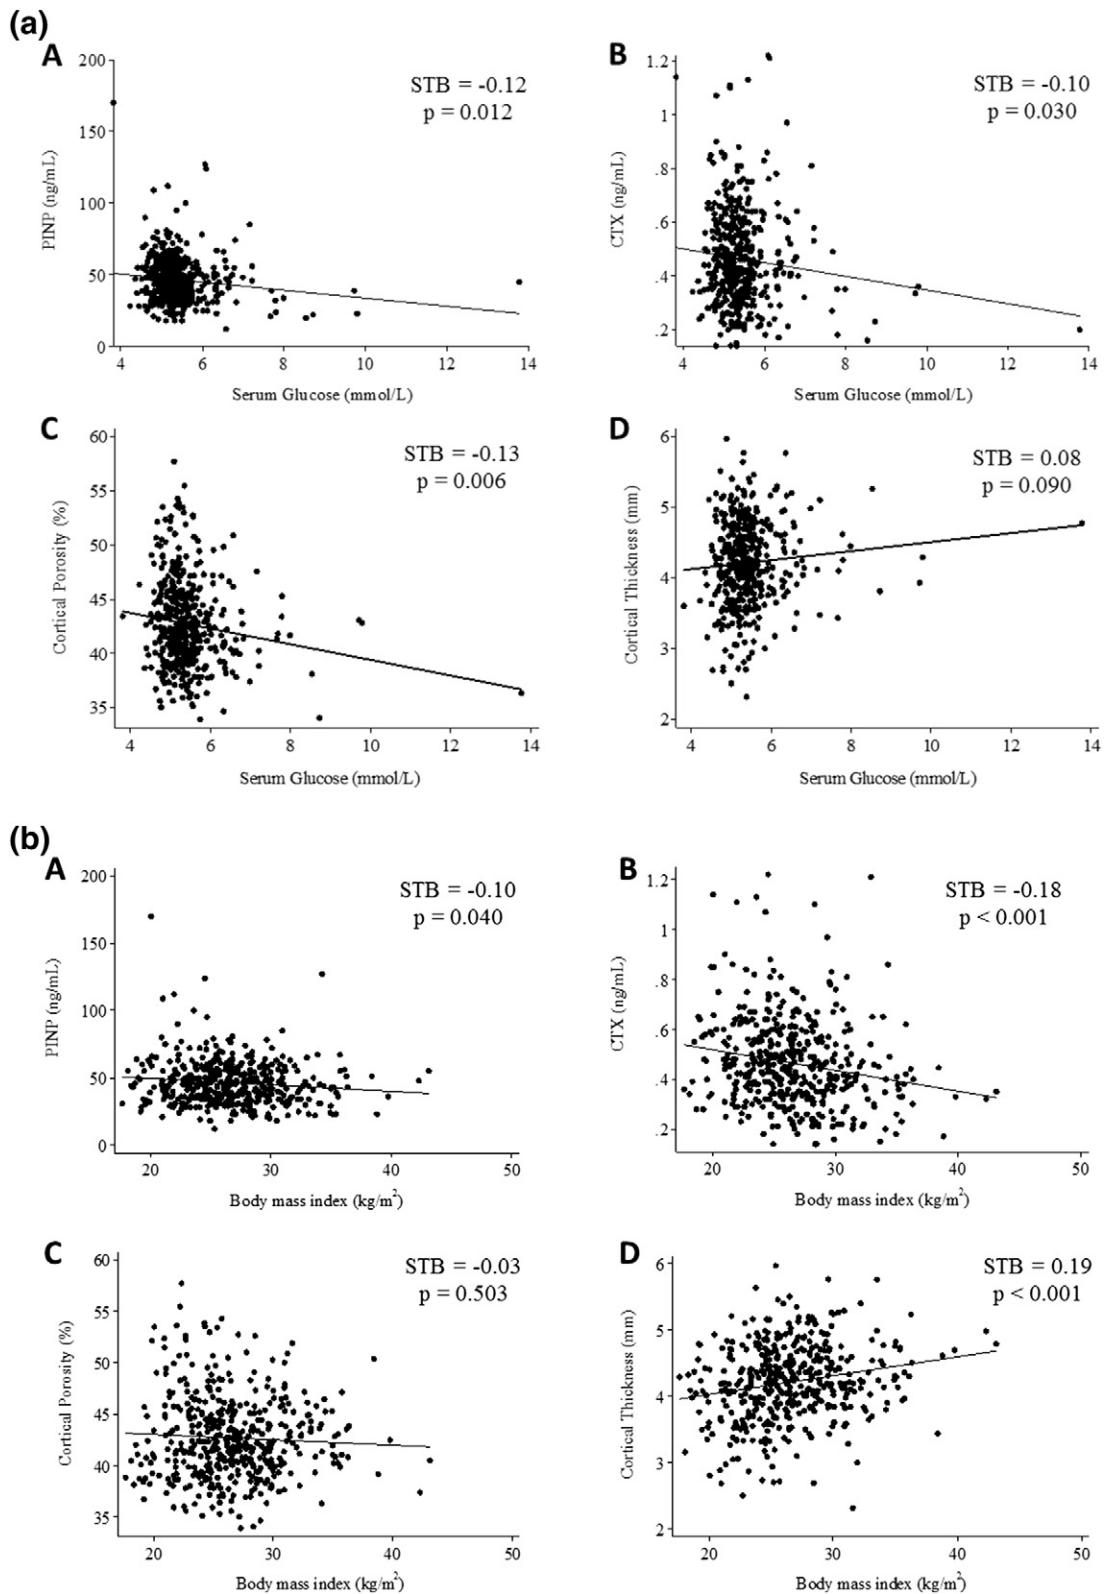 (a)
A
200
150
100
50
0
PINP (ng/mL)
STB = -0.12
p = 0.012
4 6 8 10 12 14
Serum Glucose (mmol/L)
B
1.2
1
.8
.6
.4
.2
CTX (ng/mL)
STB = -0.10
p = 0.030
4 6 8 10 12 14
Serum Glucose (mmol/L)
C
60
55
50
45
40
35
Cortical Porosity (%)
STB = -0.13
p = 0.006
4 6 8 10 12 14
Serum Glucose (mmol/L)
D
6
5
4
3
2
Cortical Thickness (mm)
STB = 0.08
p = 0.090
4 6 8 10 12 14
Serum Glucose (mmol/L)
(b)
A
200
150
100
50
0
PINP (ng/mL)
STB = -0.10
p = 0.040
20 30 40 50
Body mass index (kg/m²)
B
1.2
1
.8
.6
.4
.2
CTX (ng/mL)
STB = -0.18
p < 0.001
20 30 40 50
Body mass index (kg/m²)
C
60
55
50
45
40
35
Cortical Porosity (%)
STB = -0.03
p = 0.503
20 30 40 50
Body mass index (kg/m²)
D
6
5
4
3
2
Cortical Thickness (mm)
STB = 0.19
p < 0.001
20 30 40 50
Body mass index (kg/m²)